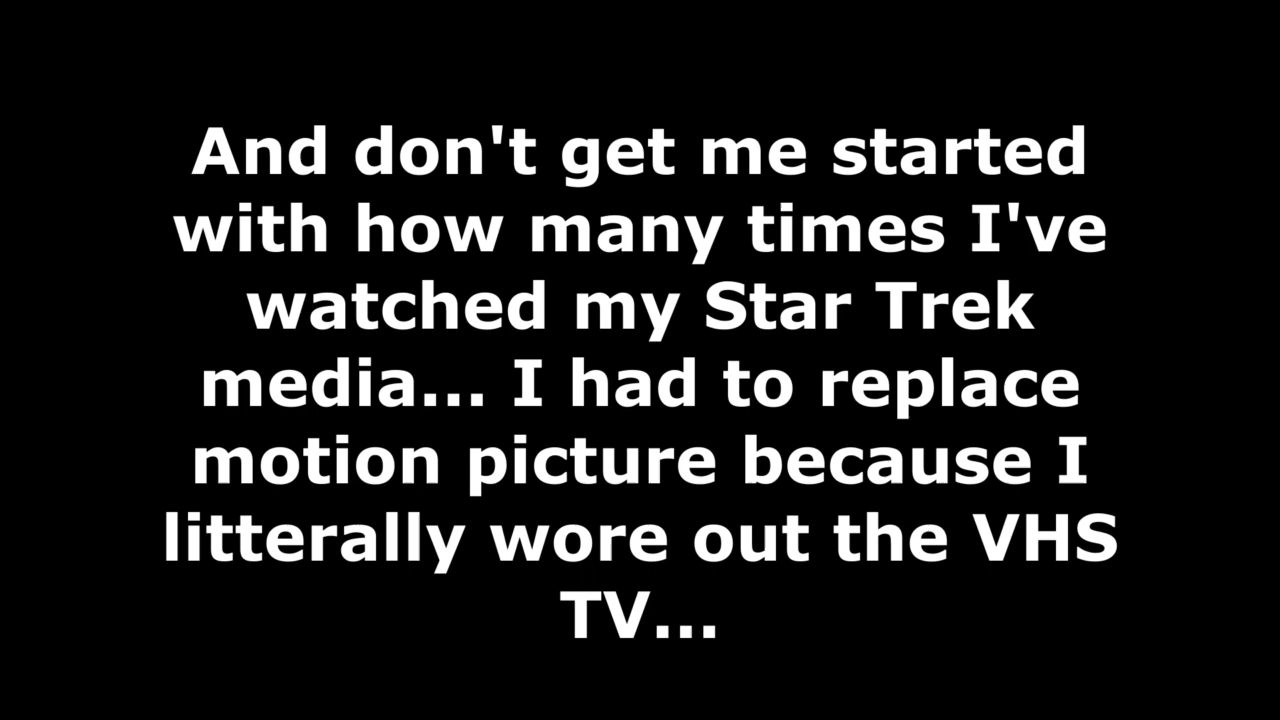 And don't get me started
with how many times I've
watched my Star Trek
media... I had to replace
motion picture because I
litterally wore out the VHS
TV...